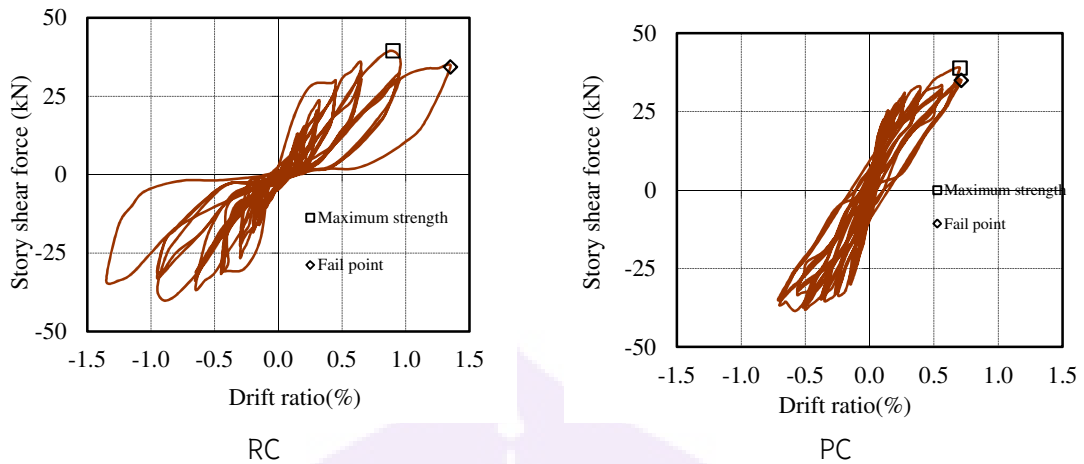 50
25
0
-25
-50
Story shear force (kN)
Maximum strength
Fail point
-1.5 -1.0 -0.5 0.0 0.5 1.0 1.5
Drift ratio(%)
RC
50
25
0
-25
-50
Story shear force (kN)
Maximum strength
Fail point
-1.5 -1.0 -0.5 0.0 0.5 1.0 1.5
Drift ratio(%)
PC